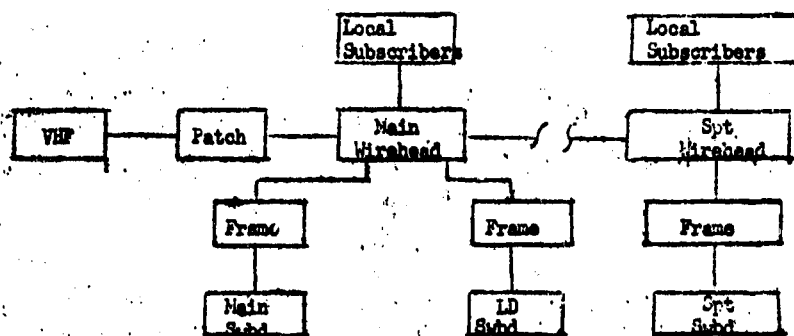 Local
Subscribers
Local
Subscribers
VHF
Patch
Main
Wirehead
Spt
Wirehead
Frame
Frame
Frame
Main
Swbd
LD
Swbd
Spt
Swbd